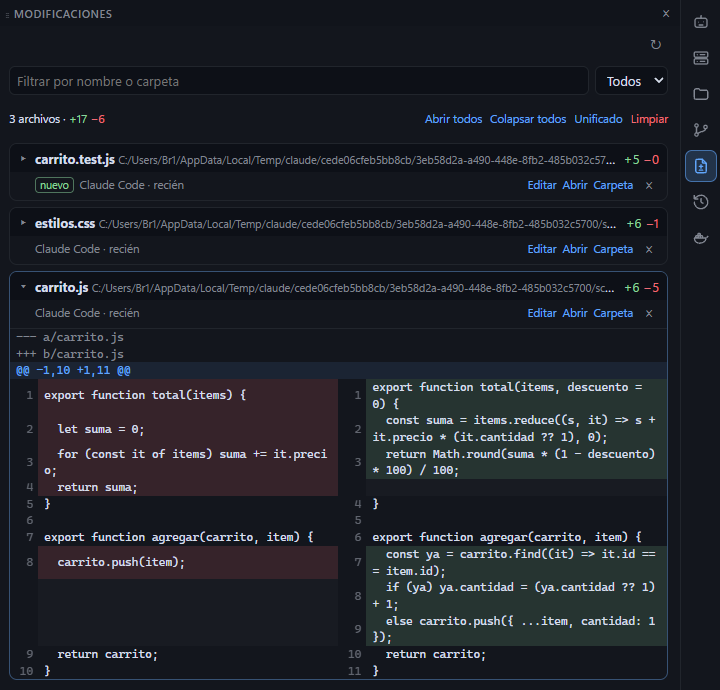 MODIFICACIONES x
↻
Filtrar por nombre o carpeta Todos
3 archivos · +17 −6 Abrir todos Colapsar todos Unificado Limpiar
carrito.test.js C:/Users/Br1/AppData/Local/Temp/claude/cede06cfeb5bb8cb/3eb58d2a-a490-448e-8fb2-485b032c57... +5 −0
nuevo Claude Code · recién Editar Abrir Carpeta x
estilos.css C:/Users/Br1/AppData/Local/Temp/claude/cede06cfeb5bb8cb/3eb58d2a-a490-448e-8fb2-485b032c5700/s... +6 −1
Claude Code · recién Editar Abrir Carpeta x
carrito.js C:/Users/Br1/AppData/Local/Temp/claude/cede06cfeb5bb8cb/3eb58d2a-a490-448e-8fb2-485b032c5700/sc... +6 −5
Claude Code · recién Editar Abrir Carpeta x
--- a/carrito.js
+++ b/carrito.js
@@ -1,10 +1,11 @@
1 export function total(items) {
2 let suma = 0;
3 for (const it of items) suma += it.preci
o;
4 return suma;
5 }
6
7 export function agregar(carrito, item) {
8 carrito.push(item);
9 return carrito;
10 }
1 export function total(items, descuento =
0) {
2 const suma = items.reduce((s, it) => s +
it.precio * (it.cantidad ?? 1), 0);
3 return Math.round(suma * (1 - descuento)
* 100) / 100;
4 }
5
6 export function agregar(carrito, item) {
7 const ya = carrito.find((it) => it.id ==
= item.id);
8 if (ya) ya.cantidad = (ya.cantidad ?? 1)
+ 1;
9 else carrito.push({ ...item, cantidad: 1
});
10 return carrito;
11 }